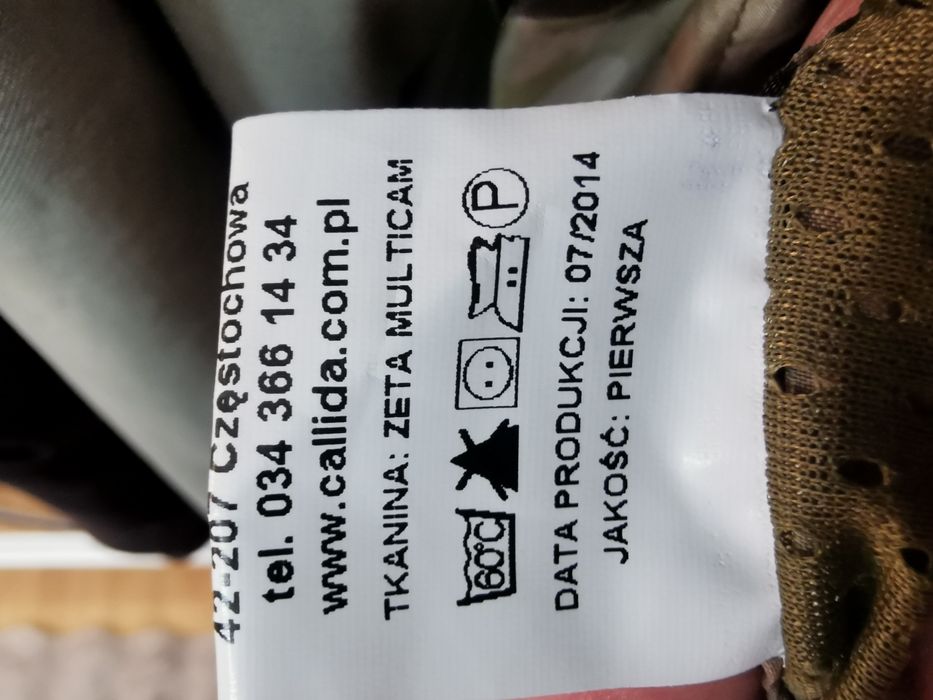 42-207 Częstochowa
tel. 034 366 14 34
www.callida.com.pl
TKANINA: ZETA MULTICAM
60°C P
DATA PRODUKCJI: 07/2014
JAKOŚĆ: PIERWSZA